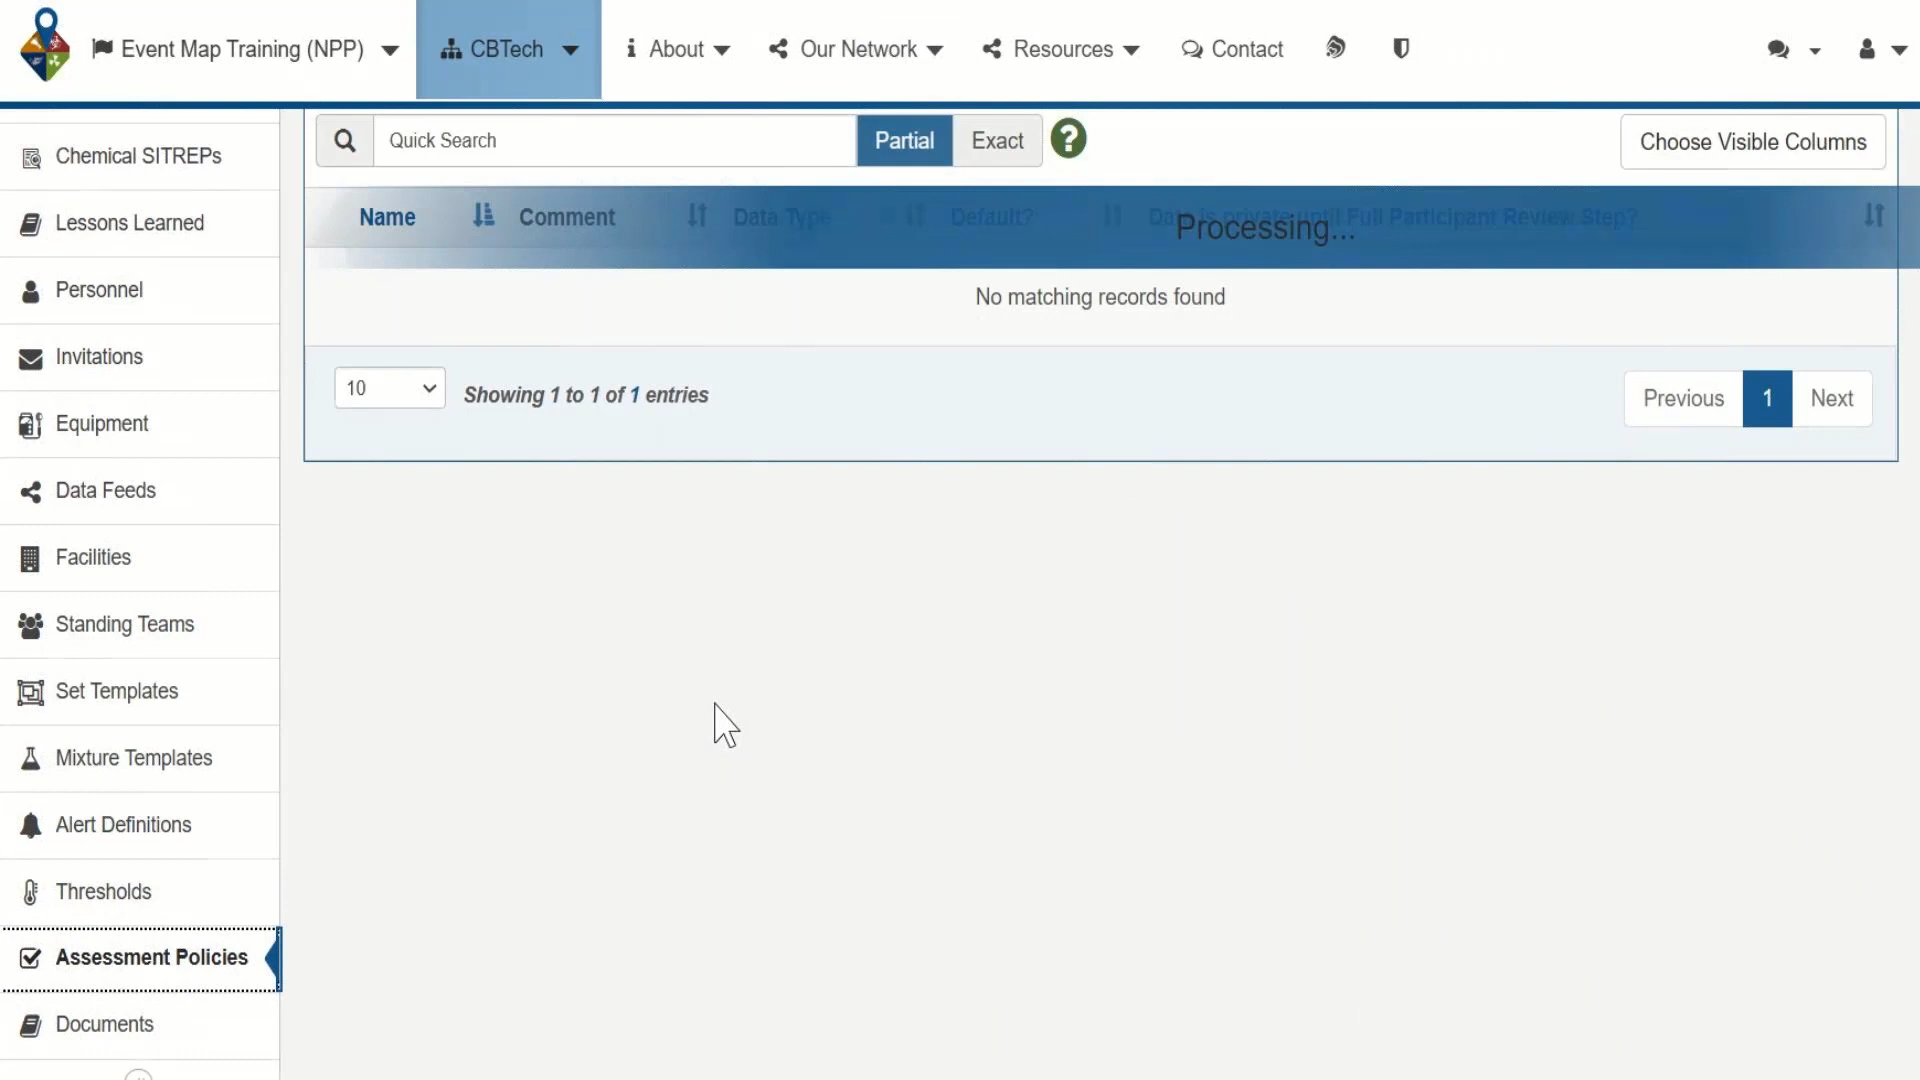 Event Map Training (NPP)
CBTech
About
Our Network
Resources
Contact
Quick Search
Partial
Exact
?
Choose Visible Columns
Name
Comment
Data Type
Default?
Data is private until Full Participant Review Step?
Processing...
No matching records found
10
Showing 1 to 1 of 1 entries
Previous
1
Next
Chemical SITREPs
Lessons Learned
Personnel
Invitations
Equipment
Data Feeds
Facilities
Standing Teams
Set Templates
Mixture Templates
Alert Definitions
Thresholds
Assessment Policies
Documents